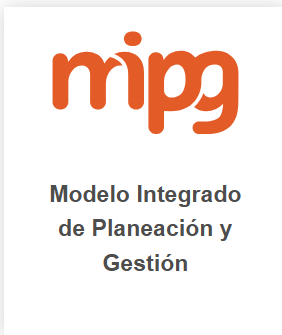 mipg
Modelo Integrado
de Planeación y
Gestión